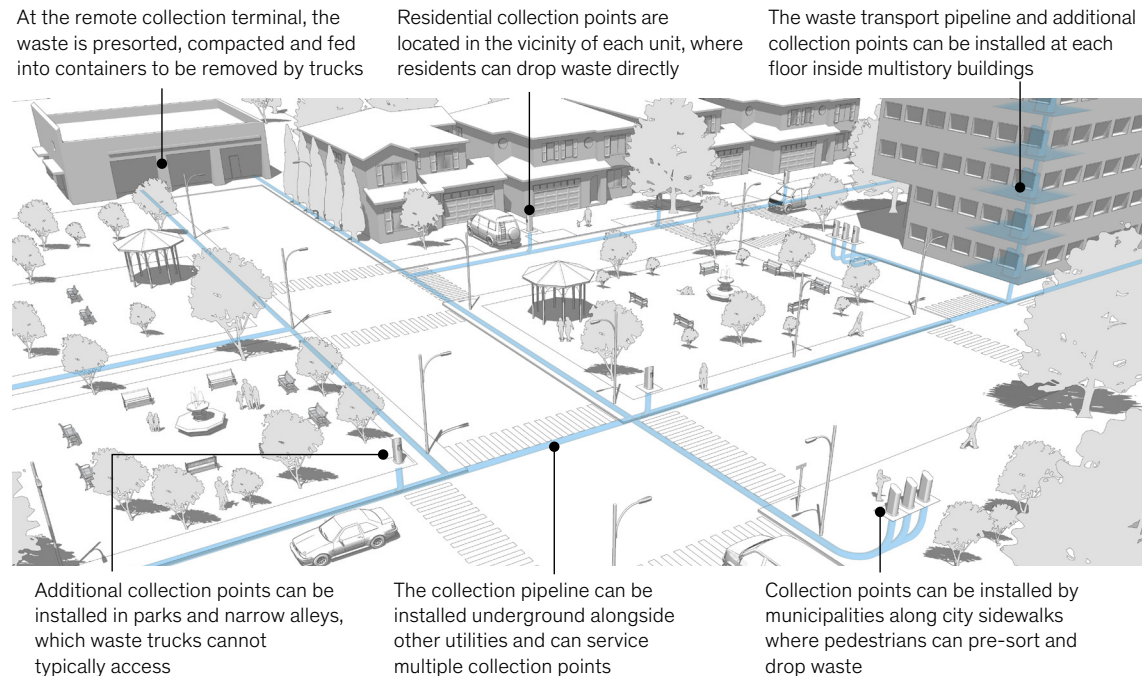 At the remote collection terminal, the
waste is presorted, compacted and fed
into containers to be removed by trucks
Residential collection points are
located in the vicinity of each unit, where
residents can drop waste directly
The waste transport pipeline and additional
collection points can be installed at each
floor inside multistory buildings
Additional collection points can be
installed in parks and narrow alleys,
which waste trucks cannot
typically access
The collection pipeline can be
installed underground alongside
other utilities and can service
multiple collection points
Collection points can be installed by
municipalities along city sidewalks
where pedestrians can pre-sort and
drop waste